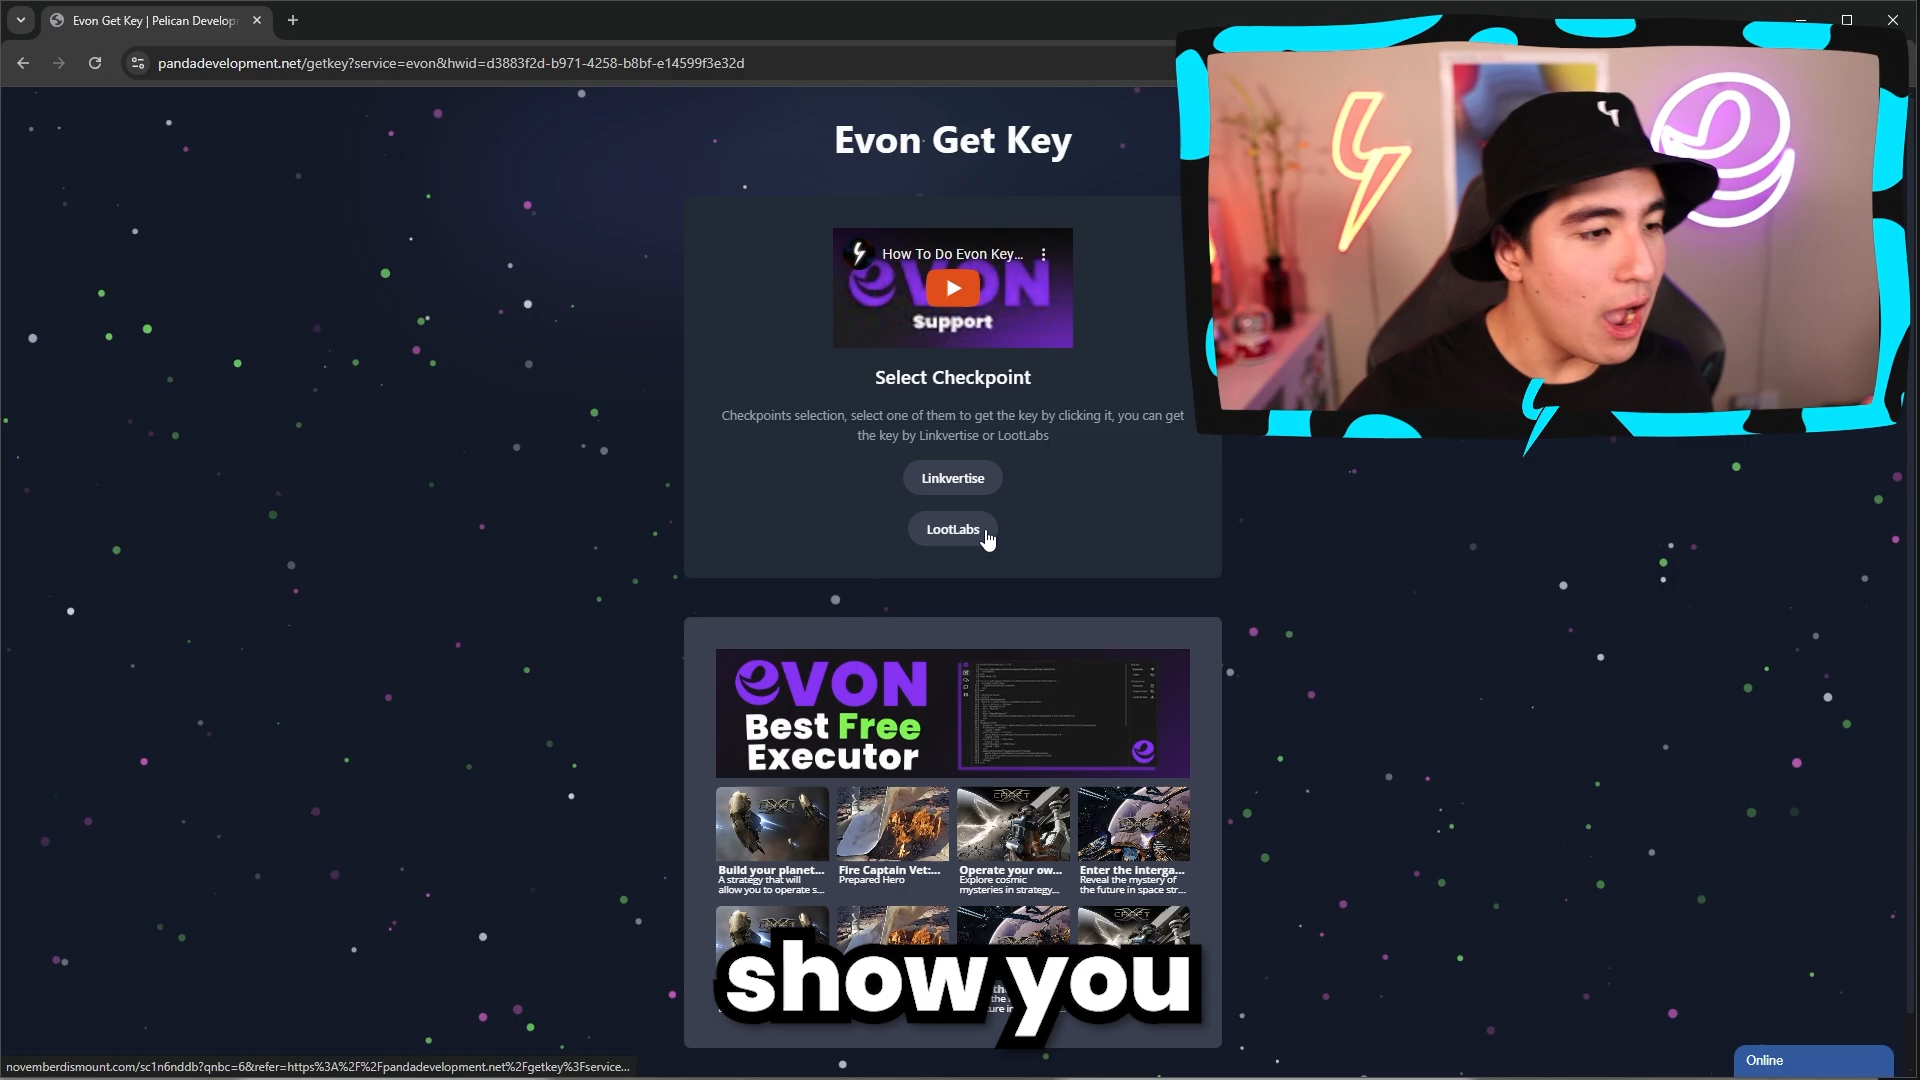 Evon Get Key | Pelican Develop
pandadevelopment.net/getkey?service=evon&hwid=d3883f2d-b971-4258-b8bf-e14599f3e32d
Evon Get Key
How To Do Evon Key...
evon
Support
Select Checkpoint
Checkpoints selection, select one of them to get the key by clicking it, you can get
the key by Linkvertise or LootLabs
Linkvertise
LootLabs
evon
Best Free
Executor
Build your planet...
A strategy that will
allow you to operate s...
Fire Captain Vet:...
Prepared Hero
Operate your ow...
Explore cosmic
mysteries in strategy...
Enter the Interga...
Reveal the mystery of
the future in space str...
show you
novemberdismount.com/sc1n6nddb?qnbc=6&refer=https%3A%2F%2Fpandadevelopment.net%2Fgetkey%3Fservice...
Online